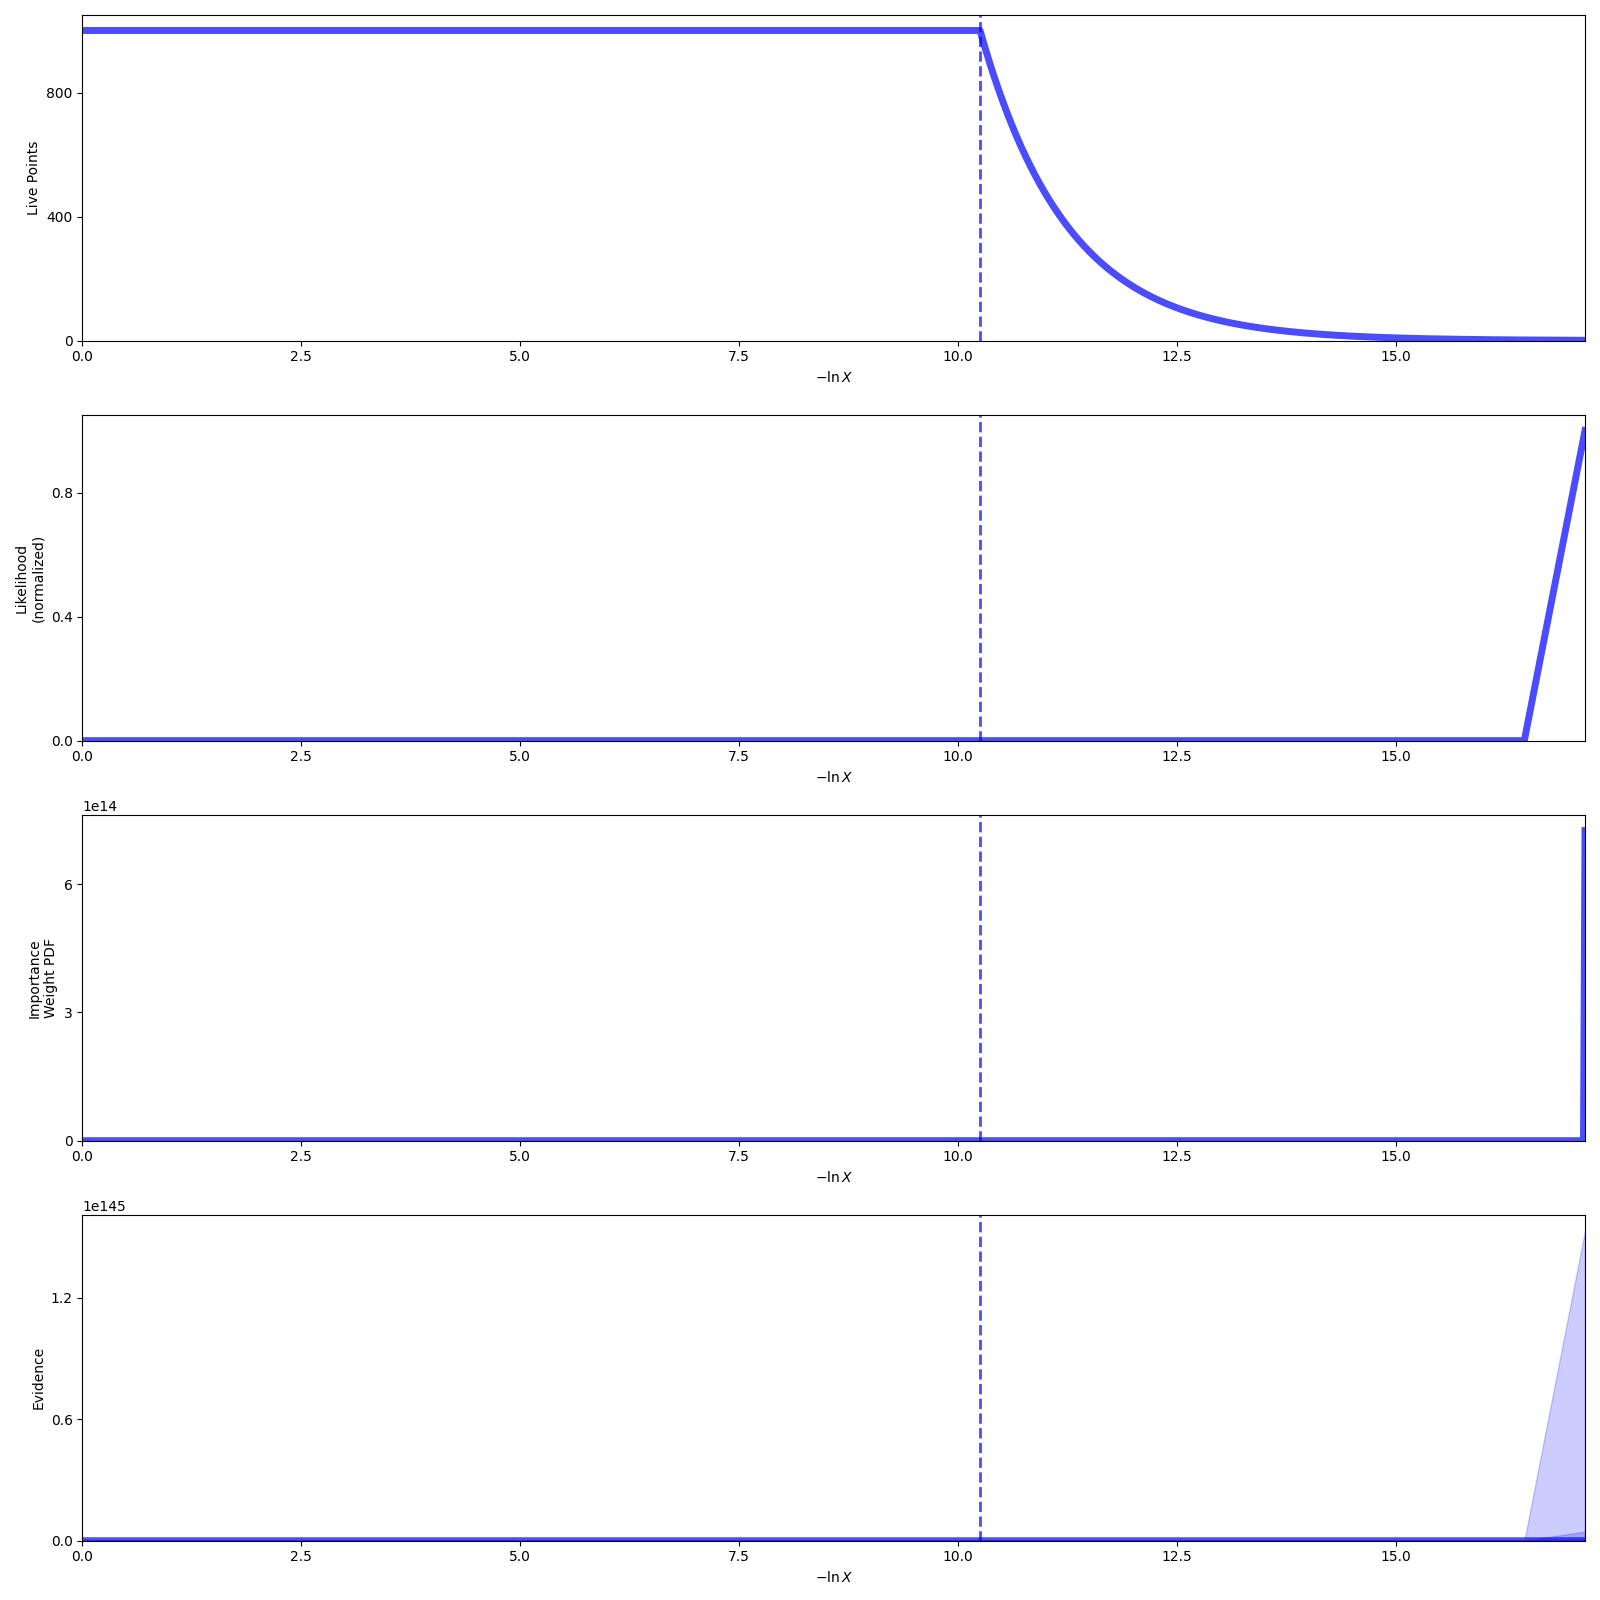 800
400
0
Live Points
0.0 2.5 5.0 7.5 10.0 12.5 15.0
−ln X
0.8
0.4
0.0
Likelihood
(normalized)
0.0 2.5 5.0 7.5 10.0 12.5 15.0
−ln X
1e14
6
3
0
Importance
Weight PDF
0.0 2.5 5.0 7.5 10.0 12.5 15.0
−ln X
1e145
1.2
0.6
0.0
Evidence
0.0 2.5 5.0 7.5 10.0 12.5 15.0
−ln X